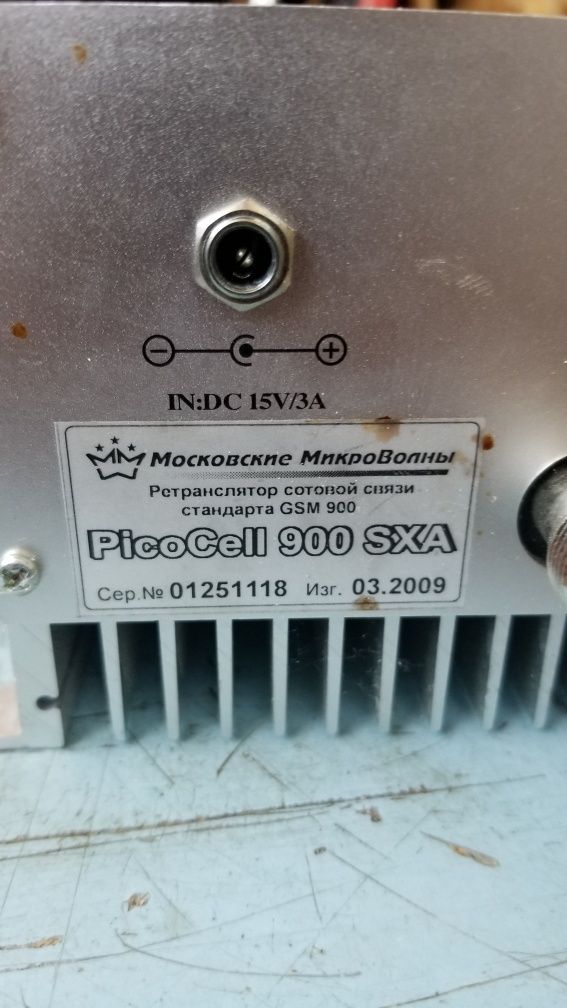 IN:DC 15V/3A
Московские МикроВолны
Ретранслятор сотовой связи
стандарта GSM 900
PicoCell 900 SXA
Сер.№ 01251118 Изг. 03.2009